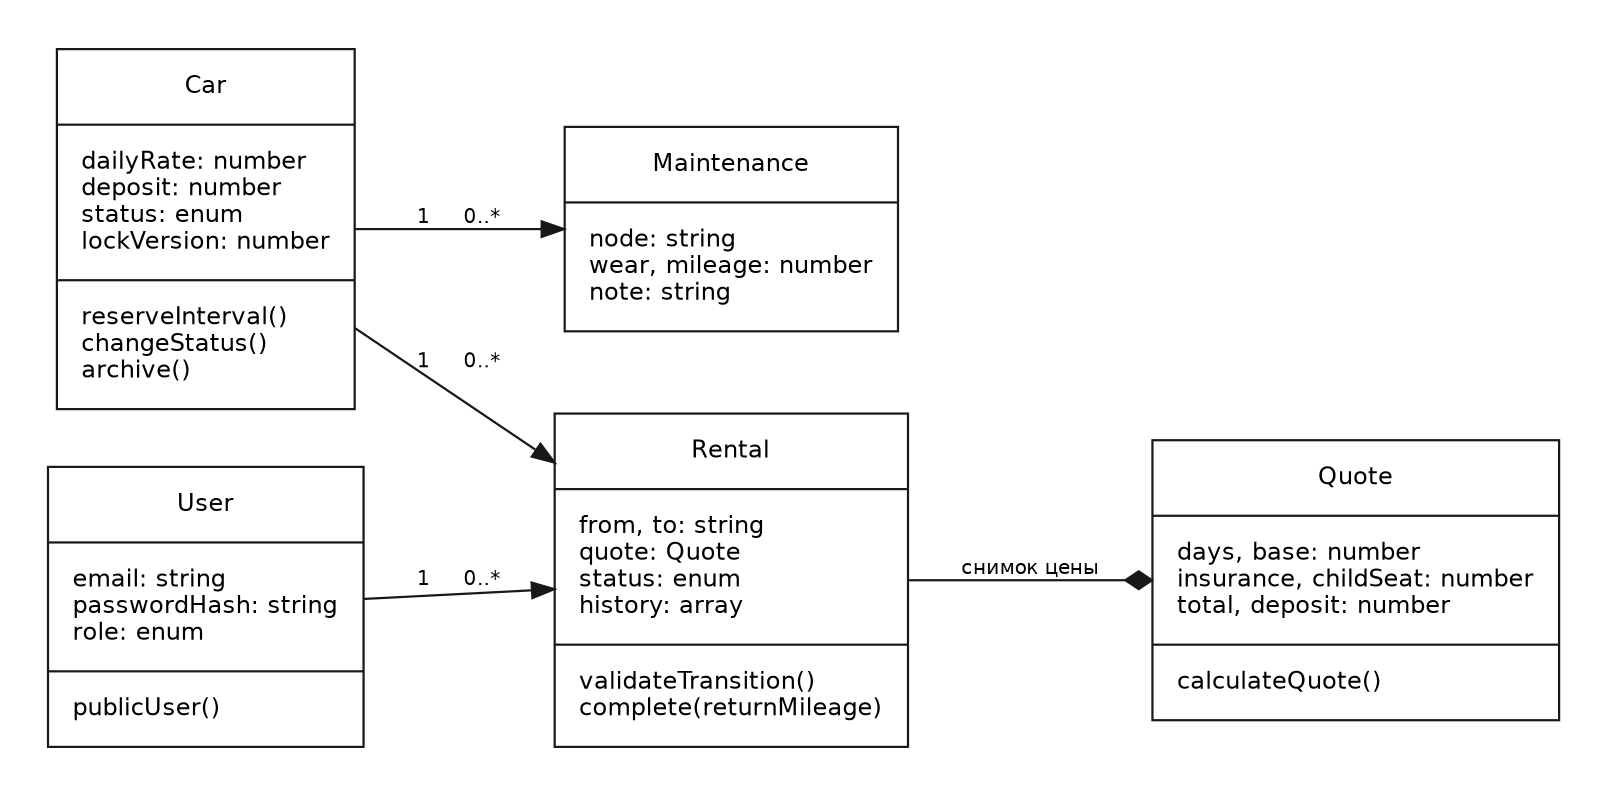 Car
dailyRate: number
deposit: number
status: enum
lockVersion: number
reserveInterval()
changeStatus()
archive()
1 0..*
Maintenance
node: string
wear, mileage: number
note: string
1 0..*
User
email: string
passwordHash: string
role: enum
publicUser()
1 0..*
Rental
from, to: string
quote: Quote
status: enum
history: array
validateTransition()
complete(returnMileage)
снимок цены
Quote
days, base: number
insurance, childSeat: number
total, deposit: number
calculateQuote()